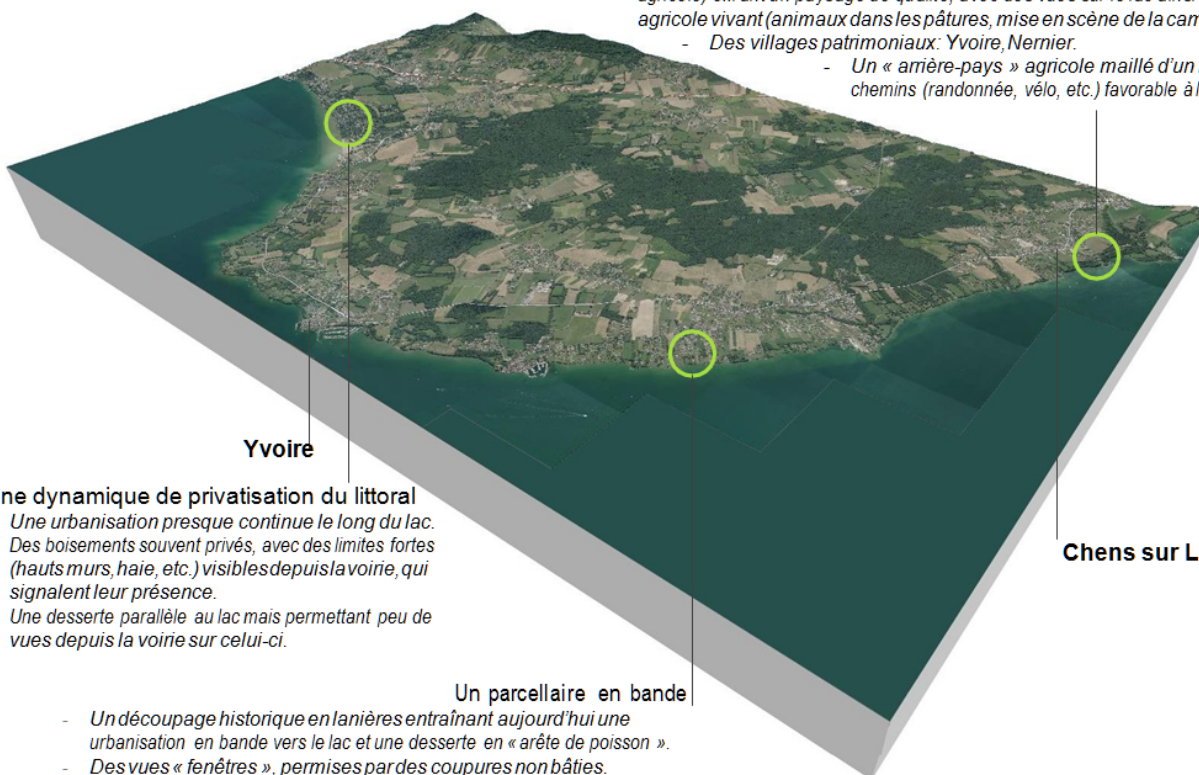 agricole vivant (animaux dans les pâtures, mise en scène de la cam
- Des villages patrimoniaux: Yvoire, Nernier.
- Un « arrière-pays » agricole maillé d'un
chemins (randonnée, vélo, etc.) favorable à l
Yvoire
ne dynamique de privatisation du littoral
Une urbanisation presque continue le long du lac.
Des boisements souvent privés, avec des limites fortes
(hauts murs, haie, etc.) visibles depuis la voirie, qui
signalent leur présence.
Une desserte parallèle au lac mais permettant peu de
vues depuis la voirie sur celui-ci.
Chens sur L
Un parcellaire en bande
- Un découpage historique en lanières entraînant aujourd'hui une
urbanisation en bande vers le lac et une desserte en « arête de poisson ».
- Des vues « fenêtres », permises par des coupures non bâties.